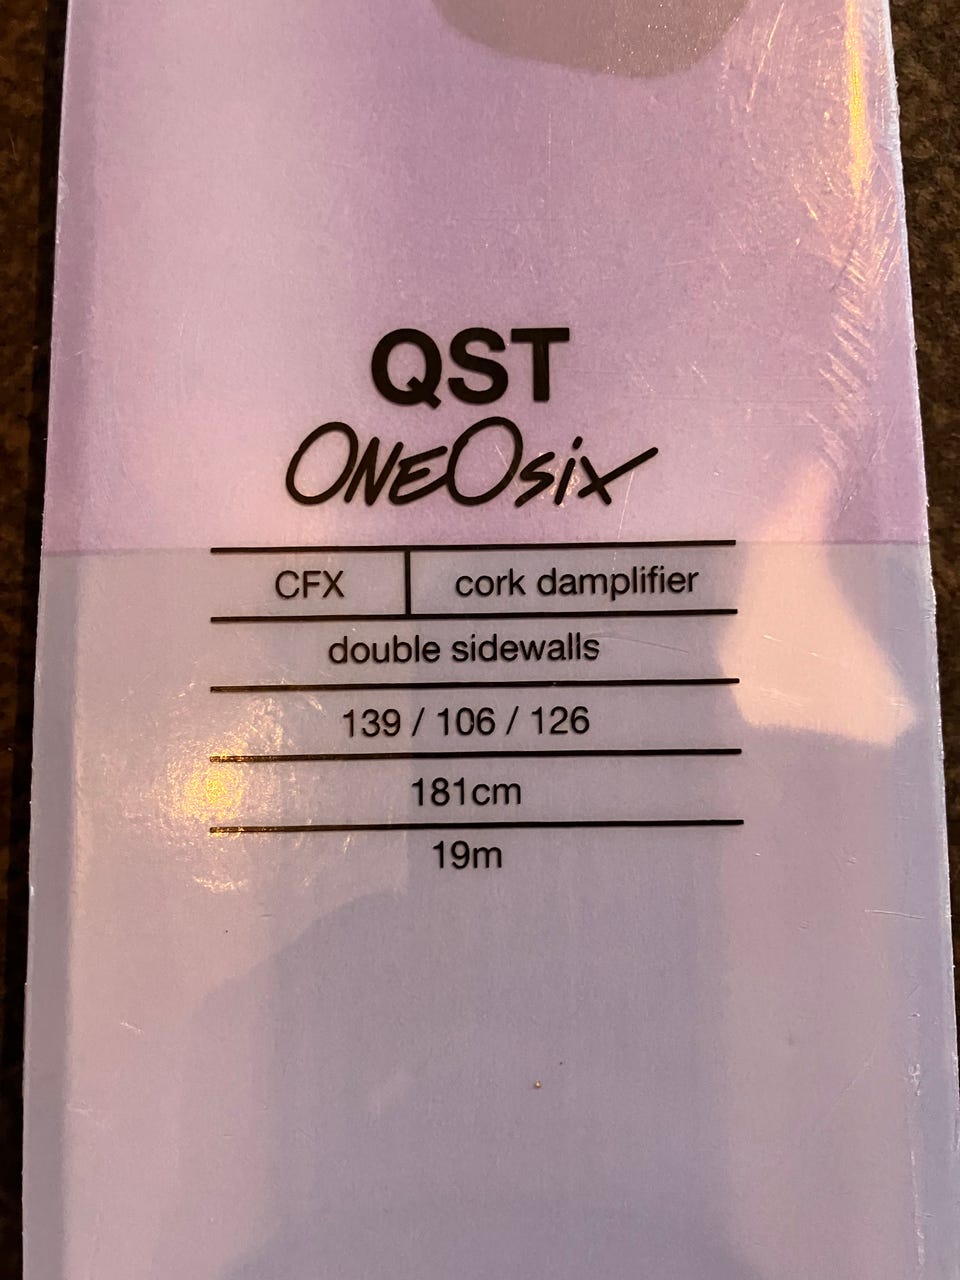 QST
ONEOsix
CFX cork damplifier
double sidewalls
139 / 106 / 126
181cm
19m